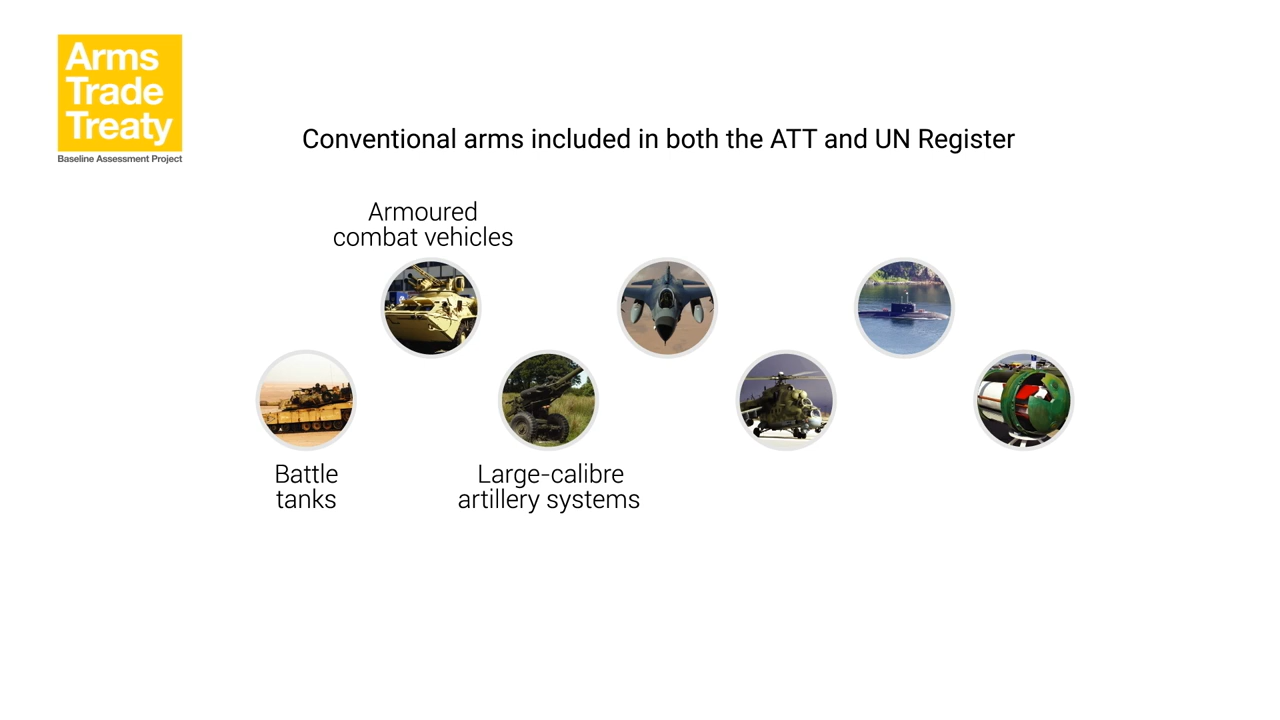 Arms
Trade
Treaty
Baseline Assessment Project
Conventional arms included in both the ATT and UN Register
Armoured
combat vehicles
Battle
tanks
Large-calibre
artillery systems